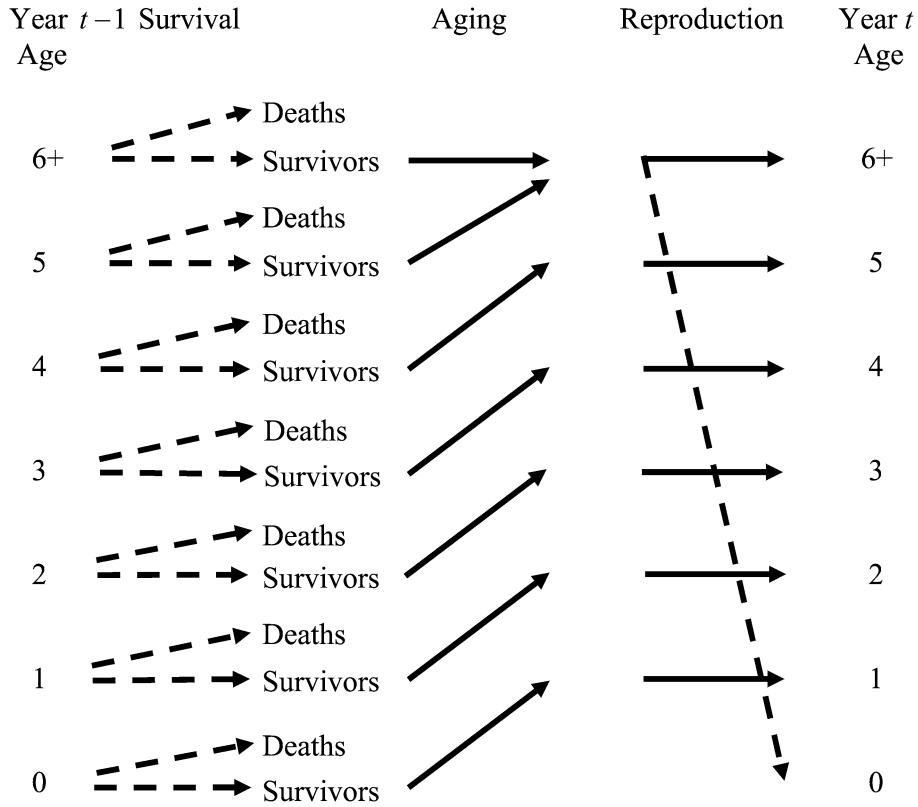 Year t – 1 Survival Aging Reproduction Year t
Age Age
Deaths
6+ Survivors 6+
Deaths
5 Survivors 5
Deaths
4 Survivors 4
Deaths
3 Survivors 3
Deaths
2 Survivors 2
Deaths
1 Survivors 1
Deaths
0 Survivors 0